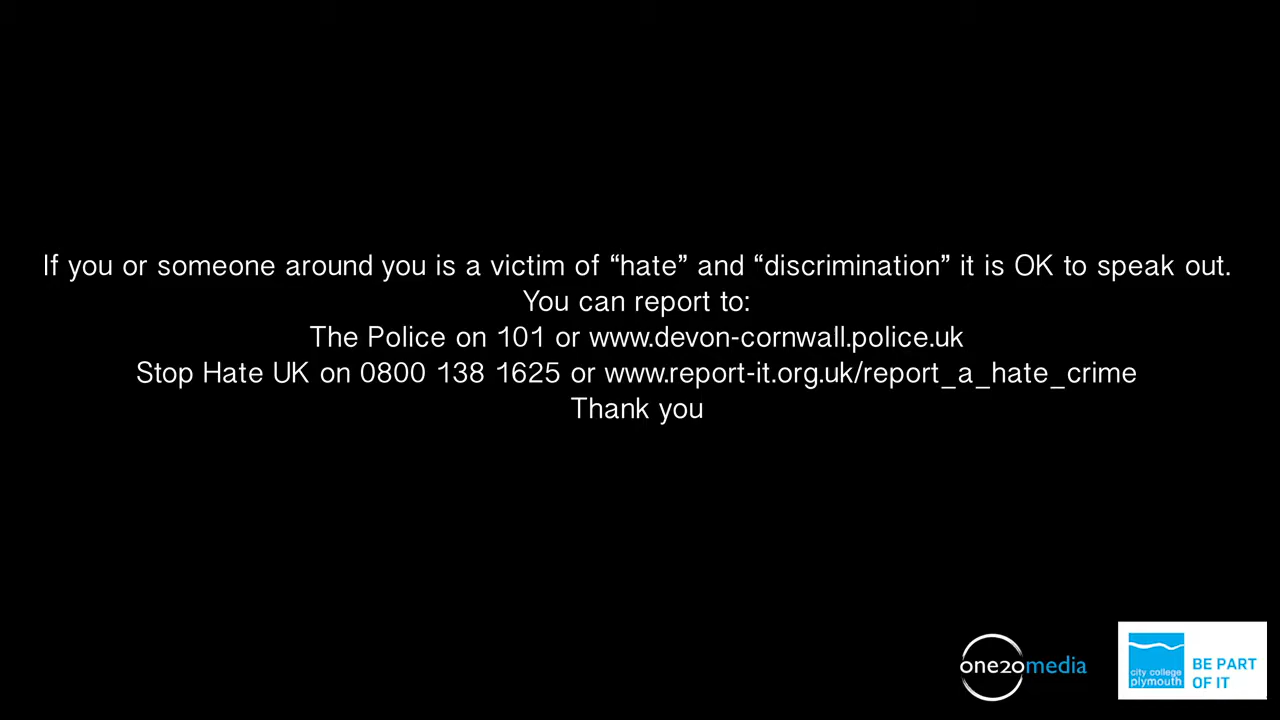 If you or someone around you is a victim of “hate” and “discrimination” it is OK to speak out.
You can report to:
The Police on 101 or www.devon-cornwall.police.uk
Stop Hate UK on 0800 138 1625 or www.report-it.org.uk/report_a_hate_crime
Thank you
one20media
city college
plymouth
BE PART
OF IT